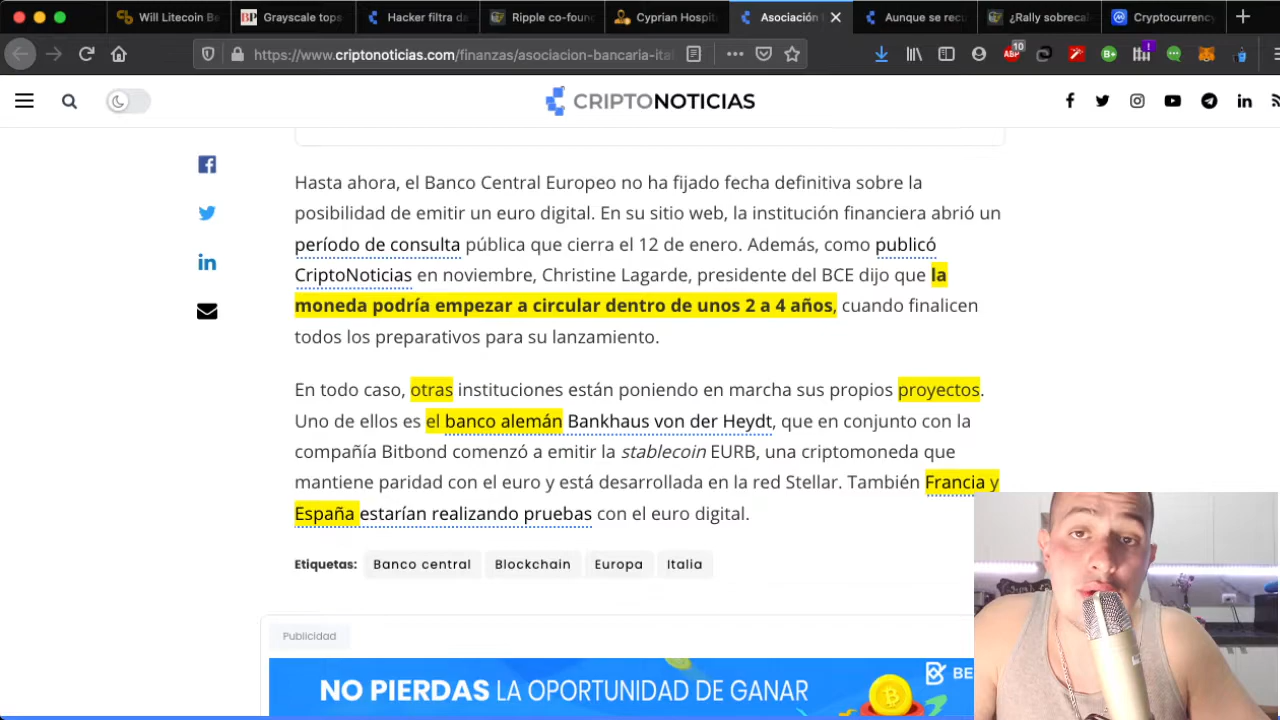 Will Litecoin Be
Grayscale tops
Hacker filtra da
Ripple co-foun
Cyprian Hospit
Asociación
Aunque se recu
¿Rally sobrecal
Cryptocurrency
https://www.criptonoticias.com/finanzas/asociacion-bancaria-ita
10
ABP
CRIPTONOTICIAS
Hasta ahora, el Banco Central Europeo no ha fijado fecha definitiva sobre la
posibilidad de emitir un euro digital. En su sitio web, la institución financiera abrió un
período de consulta pública que cierra el 12 de enero. Además, como publicó
CriptoNoticias en noviembre, Christine Lagarde, presidente del BCE dijo que la
moneda podría empezar a circular dentro de unos 2 a 4 años, cuando finalicen
todos los preparativos para su lanzamiento.
En todo caso, otras instituciones están poniendo en marcha sus propios proyectos.
Uno de ellos es el banco alemán Bankhaus von der Heydt, que en conjunto con la
compañía Bitbond comenzó a emitir la stablecoin EURB, una criptomoneda que
mantiene paridad con el euro y está desarrollada en la red Stellar. También Francia y
España estarían realizando pruebas con el euro digital.
Etiquetas: Banco central Blockchain Europa Italia
Publicidad
NO PIERDAS LA OPORTUNIDAD DE GANAR
BE